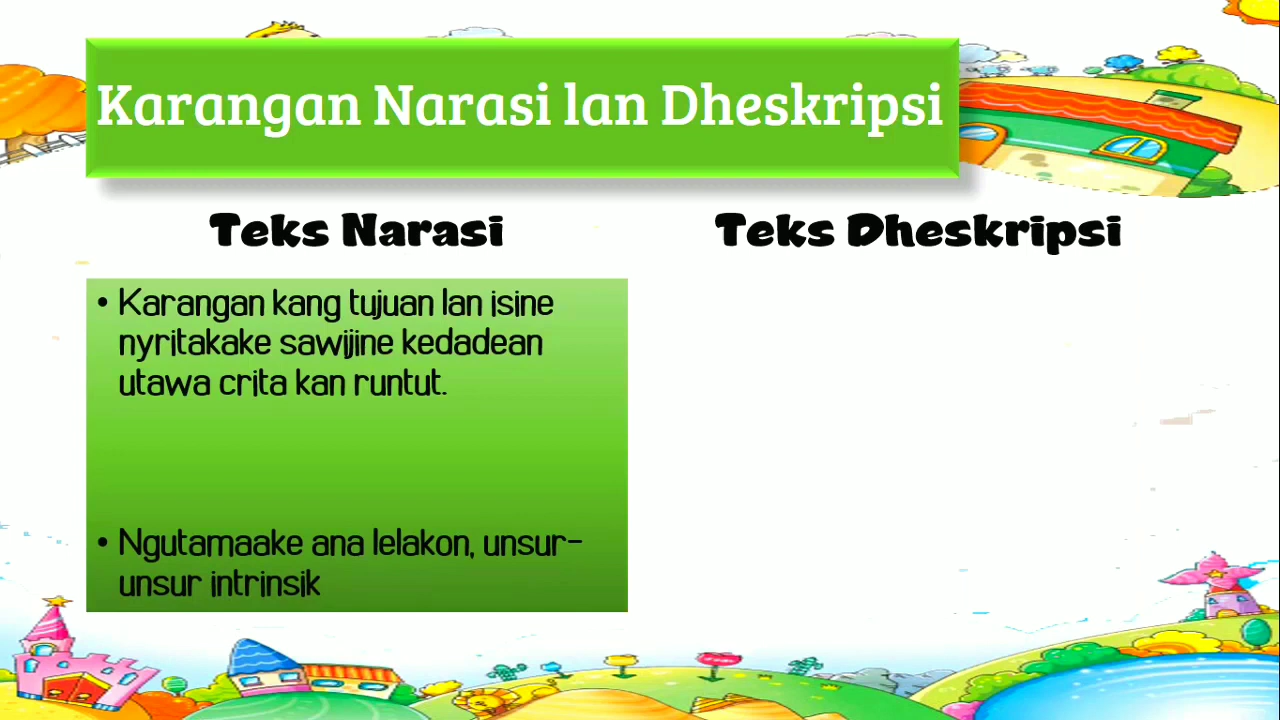 Karangan Narasi lan Dheskripsi
Teks Narasi
Teks Dheskripsi
• Karangan kang tujuan lan isine
nyritakake sawijine kedadean
utawa crita kan runtut.
• Ngutamaake ana lelakon, unsur-
unsur intrinsik